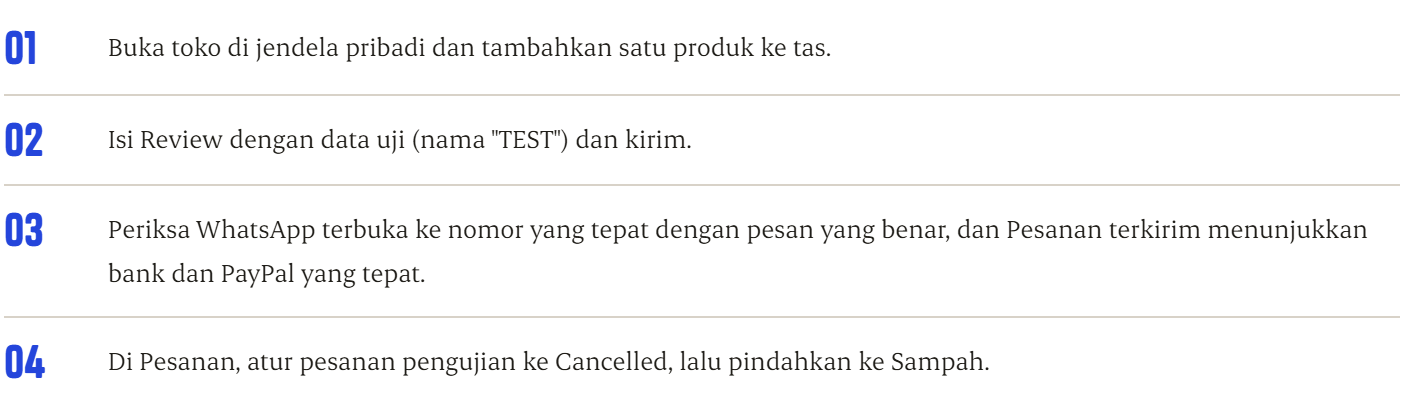 01 Buka toko di jendela pribadi dan tambahkan satu produk ke tas.
02 Isi Review dengan data uji (nama "TEST") dan kirim.
03 Periksa WhatsApp terbuka ke nomor yang tepat dengan pesan yang benar, dan Pesanan terkirim menunjukkan
bank dan PayPal yang tepat.
04 Di Pesanan, atur pesanan pengujian ke Cancelled, lalu pindahkan ke Sampah.